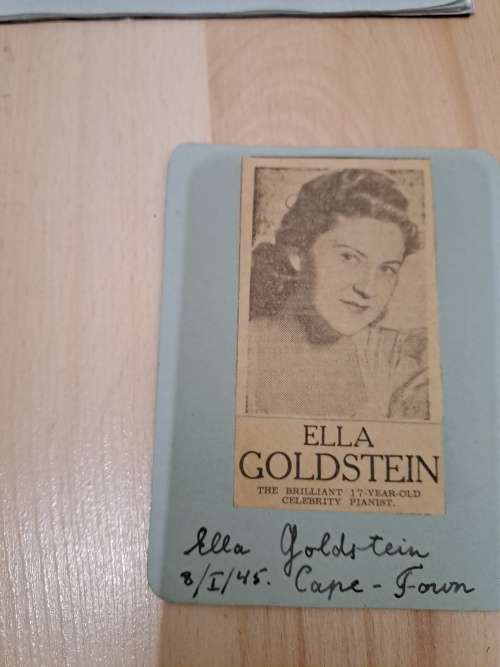 ELLA
GOLDSTEIN
THE BRILLIANT 17-YEAR-OLD
CELEBRITY PIANIST.
Ella Goldstein
8/I/45. Cape-Town